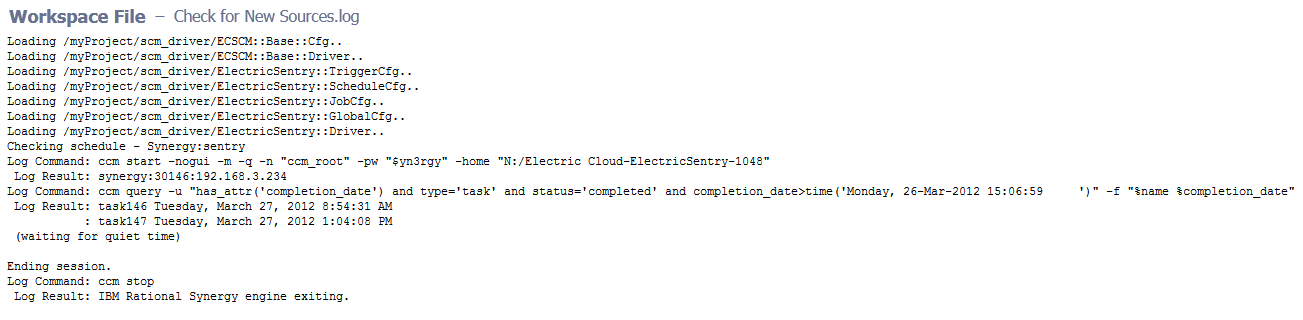 Workspace File – Check for New Sources.log
Loading /myProject/scm_driver/ECSCM::Base::Cfg..
Loading /myProject/scm_driver/ECSCM::Base::Driver..
Loading /myProject/scm_driver/ElectricSentry::TriggerCfg..
Loading /myProject/scm_driver/ElectricSentry::ScheduleCfg..
Loading /myProject/scm_driver/ElectricSentry::JobCfg..
Loading /myProject/scm_driver/ElectricSentry::GlobalCfg..
Loading /myProject/scm_driver/ElectricSentry::Driver..
Checking schedule - Synergy:sentry
Log Command: ccm start -nogui -m -q -n "ccm_root" -pw "$yn3rgy" -home "N:/Electric Cloud-ElectricSentry-1048"
 Log Result: synergy:30146:192.168.3.234
Log Command: ccm query -u "has_attr('completion_date') and type='task' and status='completed' and completion_date>time('Monday, 26-Mar-2012 15:06:59     ')" -f "%name %completion_date"
 Log Result: task146 Tuesday, March 27, 2012 8:54:31 AM
           : task147 Tuesday, March 27, 2012 1:04:08 PM
 (waiting for quiet time)
Ending session.
Log Command: ccm stop
 Log Result: IBM Rational Synergy engine exiting.